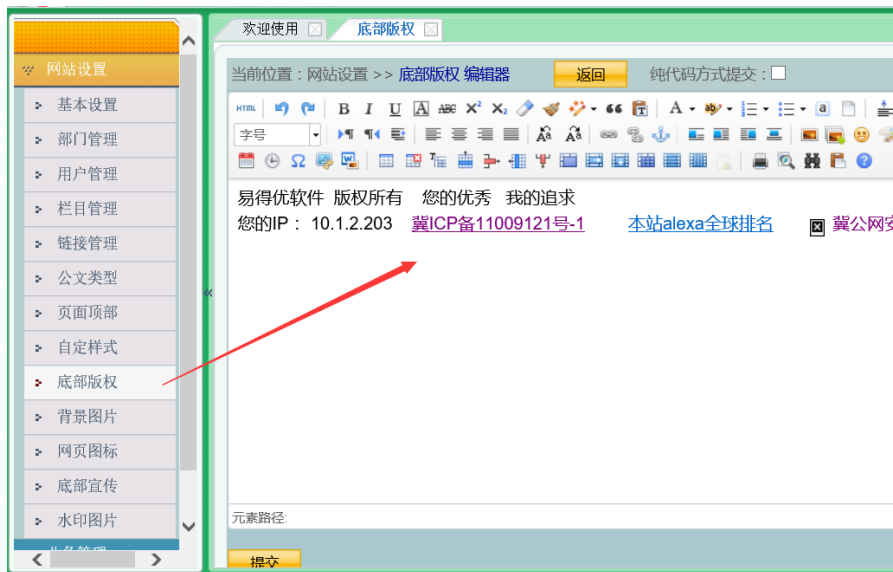 欢迎使用
底部版权
网站设置
基本设置
部门管理
用户管理
栏目管理
链接管理
公文类型
页面顶部
自定样式
底部版权
背景图片
网页图标
底部宣传
水印图片
当前位置：网站设置 >> 底部版权 编辑器
返回
纯代码方式提交：
HTML
字号
易得优软件 版权所有 您的优秀 我的追求
您的IP： 10.1.2.203 冀ICP备11009121号-1 本站alexa全球排名 冀公网安
元素路径:
提交